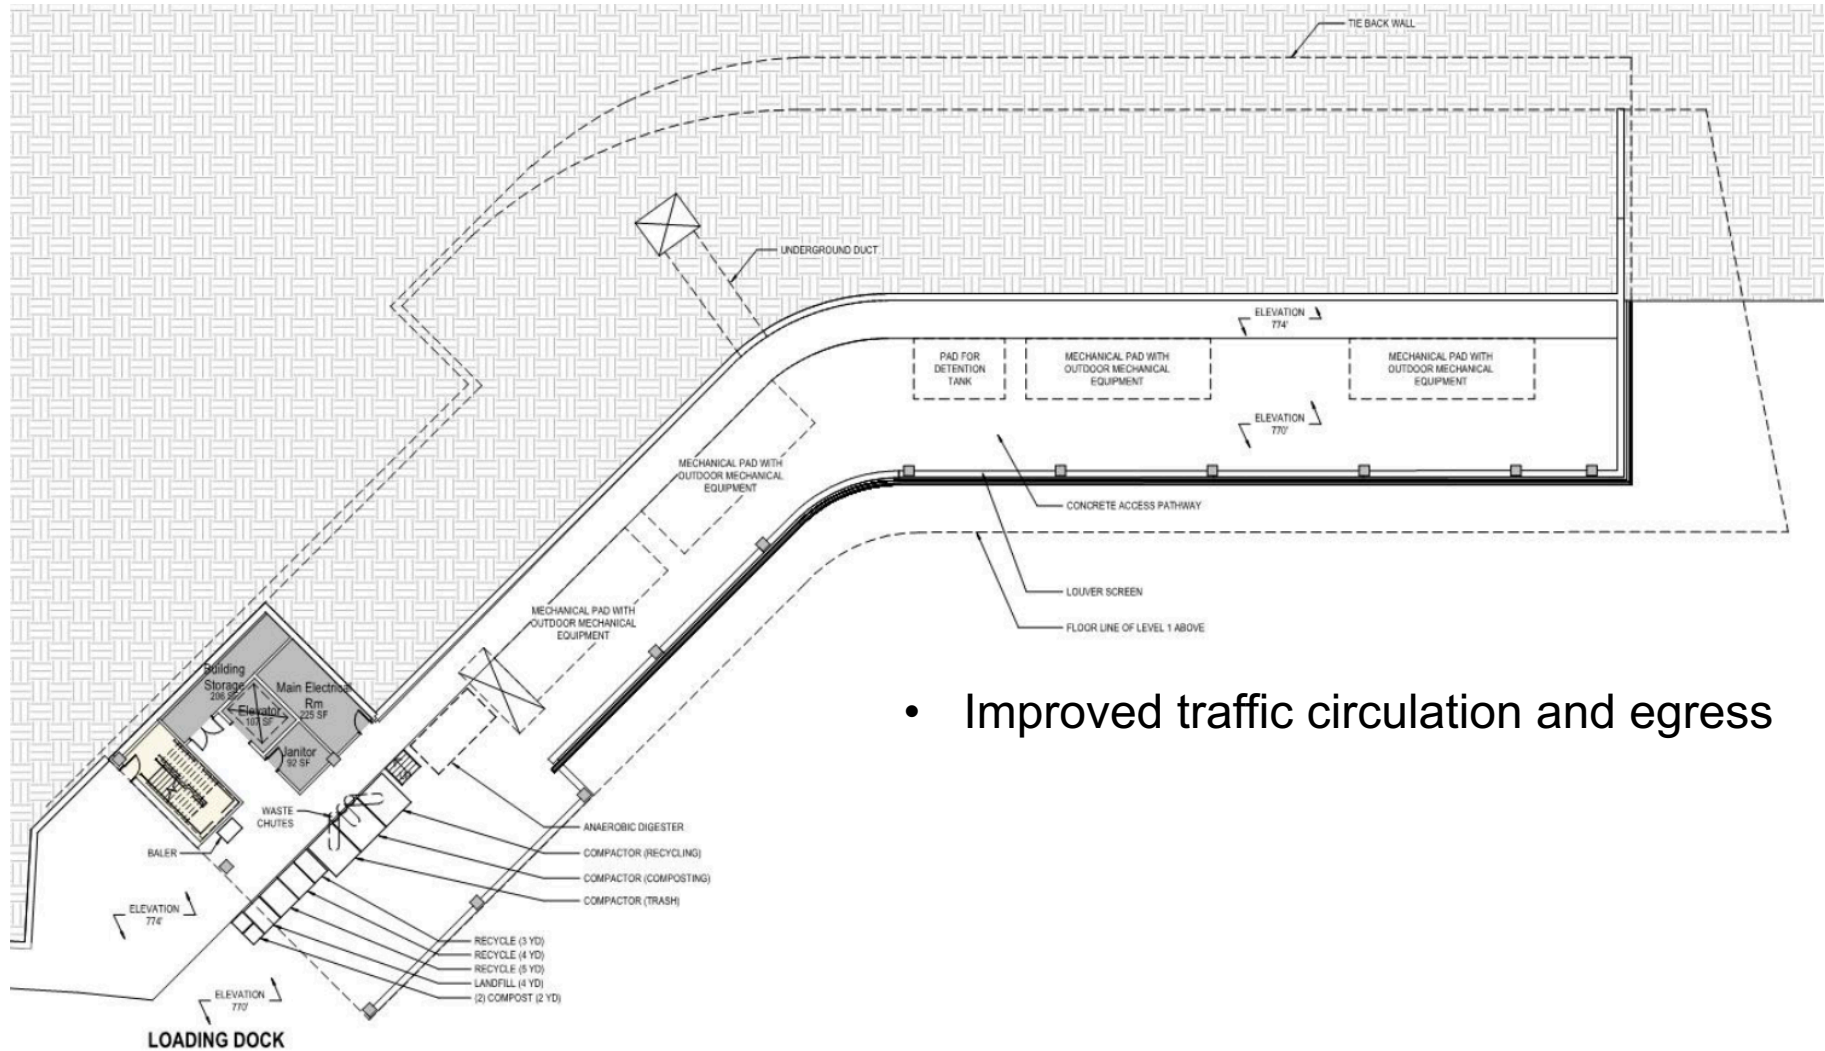 TIE BACK WALL
UNDERGROUND DUCT
ELEVATION
774'
PAD FOR
DETENTION
TANK
MECHANICAL PAD WITH
OUTDOOR MECHANICAL
EQUIPMENT
MECHANICAL PAD WITH
OUTDOOR MECHANICAL
EQUIPMENT
ELEVATION
770'
MECHANICAL PAD WITH
OUTDOOR MECHANICAL
EQUIPMENT
CONCRETE ACCESS PATHWAY
LOUVER SCREEN
FLOOR LINE OF LEVEL 1 ABOVE
MECHANICAL PAD WITH
OUTDOOR MECHANICAL
EQUIPMENT
Building
Storage
206 SF
Main Electrical
Rm
225 SF
Elevator
107 SF
Janitor
92 SF
• Improved traffic circulation and egress
WASTE
CHUTES
BALER
ANAEROBIC DIGESTER
COMPACTOR (RECYCLING)
COMPACTOR (COMPOSTING)
COMPACTOR (TRASH)
ELEVATION
774'
RECYCLE (3 YD)
RECYCLE (4 YD)
RECYCLE (5 YD)
LANDFILL (4 YD)
(2) COMPOST (2 YD)
ELEVATION
770'
LOADING DOCK